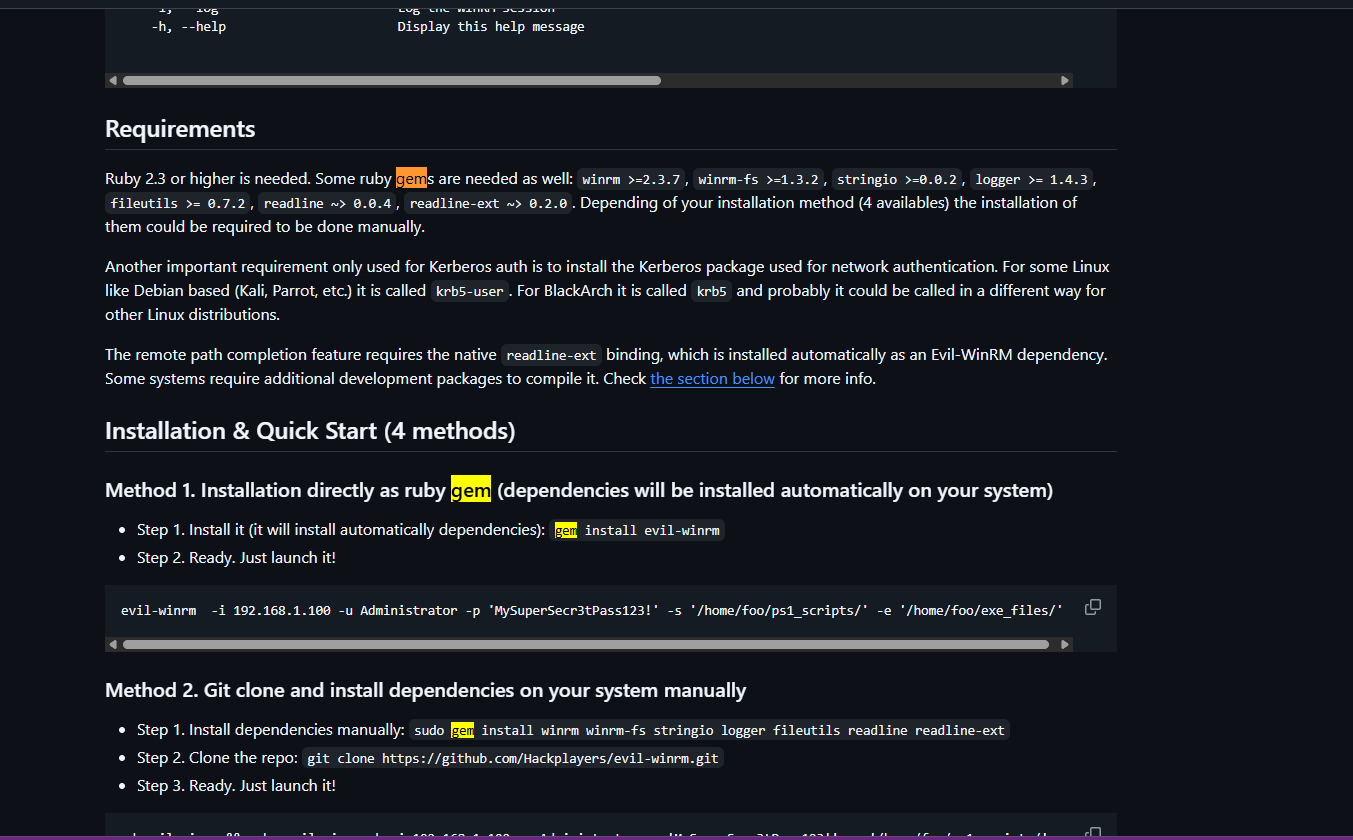 -h, --help Display this help message
Requirements
Ruby 2.3 or higher is needed. Some ruby gems are needed as well: winrm >=2.3.7, winrm-fs >=1.3.2, stringio >=0.0.2, logger >= 1.4.3,
fileutils >= 0.7.2, readline ~> 0.0.4, readline-ext ~> 0.2.0. Depending of your installation method (4 availables) the installation of
them could be required to be done manually.
Another important requirement only used for Kerberos auth is to install the Kerberos package used for network authentication. For some Linux
like Debian based (Kali, Parrot, etc.) it is called krb5-user. For BlackArch it is called krb5 and probably it could be called in a different way for
other Linux distributions.
The remote path completion feature requires the native readline-ext binding, which is installed automatically as an Evil-WinRM dependency.
Some systems require additional development packages to compile it. Check the section below for more info.
Installation & Quick Start (4 methods)
Method 1. Installation directly as ruby gem (dependencies will be installed automatically on your system)
• Step 1. Install it (it will install automatically dependencies): gem install evil-winrm
• Step 2. Ready. Just launch it!
evil-winrm  -i 192.168.1.100 -u Administrator -p 'MySuperSecr3tPass123!' -s '/home/foo/ps1_scripts/' -e '/home/foo/exe_files/'
Method 2. Git clone and install dependencies on your system manually
• Step 1. Install dependencies manually: sudo gem install winrm winrm-fs stringio logger fileutils readline readline-ext
• Step 2. Clone the repo: git clone https://github.com/Hackplayers/evil-winrm.git
• Step 3. Ready. Just launch it!